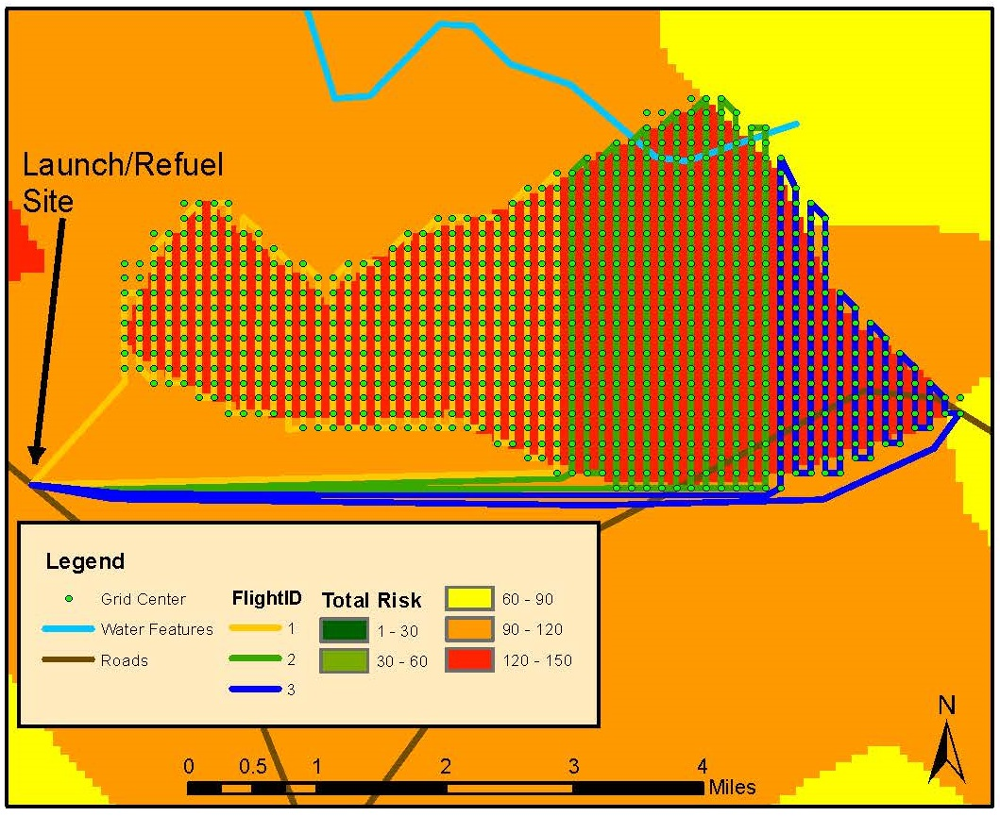 Launch/Refuel
Site
Legend
Grid Center
Water Features
Roads
FlightID
1
2
3
Total Risk
1 - 30
30 - 60
60 - 90
90 - 120
120 - 150
N
0 0.5 1 2 3 4
Miles